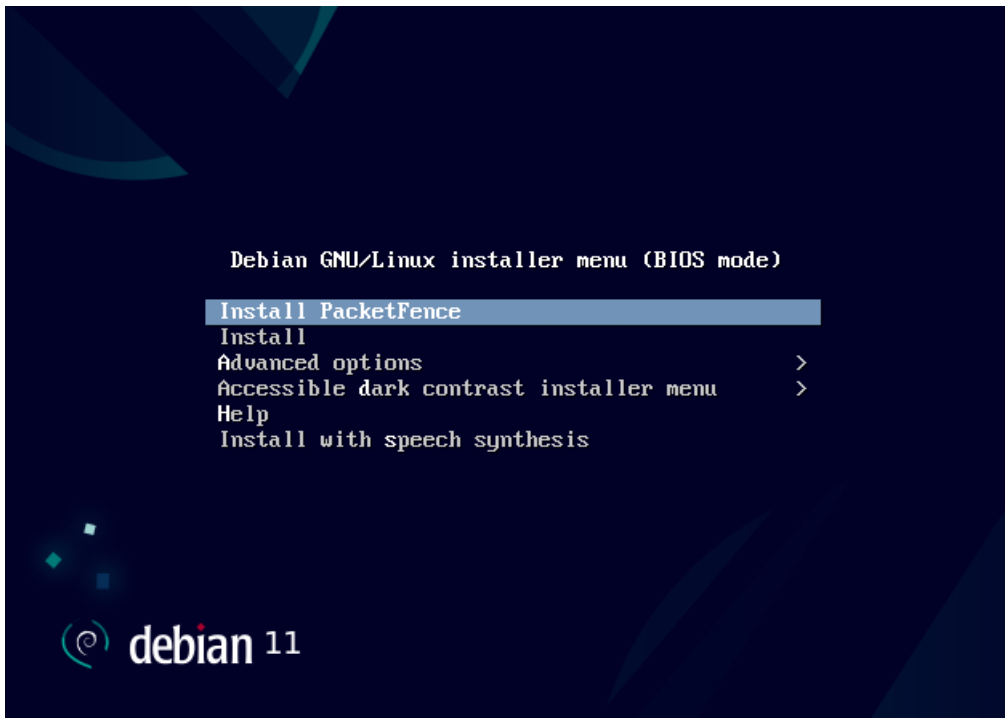 Debian GNU/Linux installer menu (BIOS mode)
Install PacketFence
Install
Advanced options >
Accessible dark contrast installer menu >
Help
Install with speech synthesis
debian 11